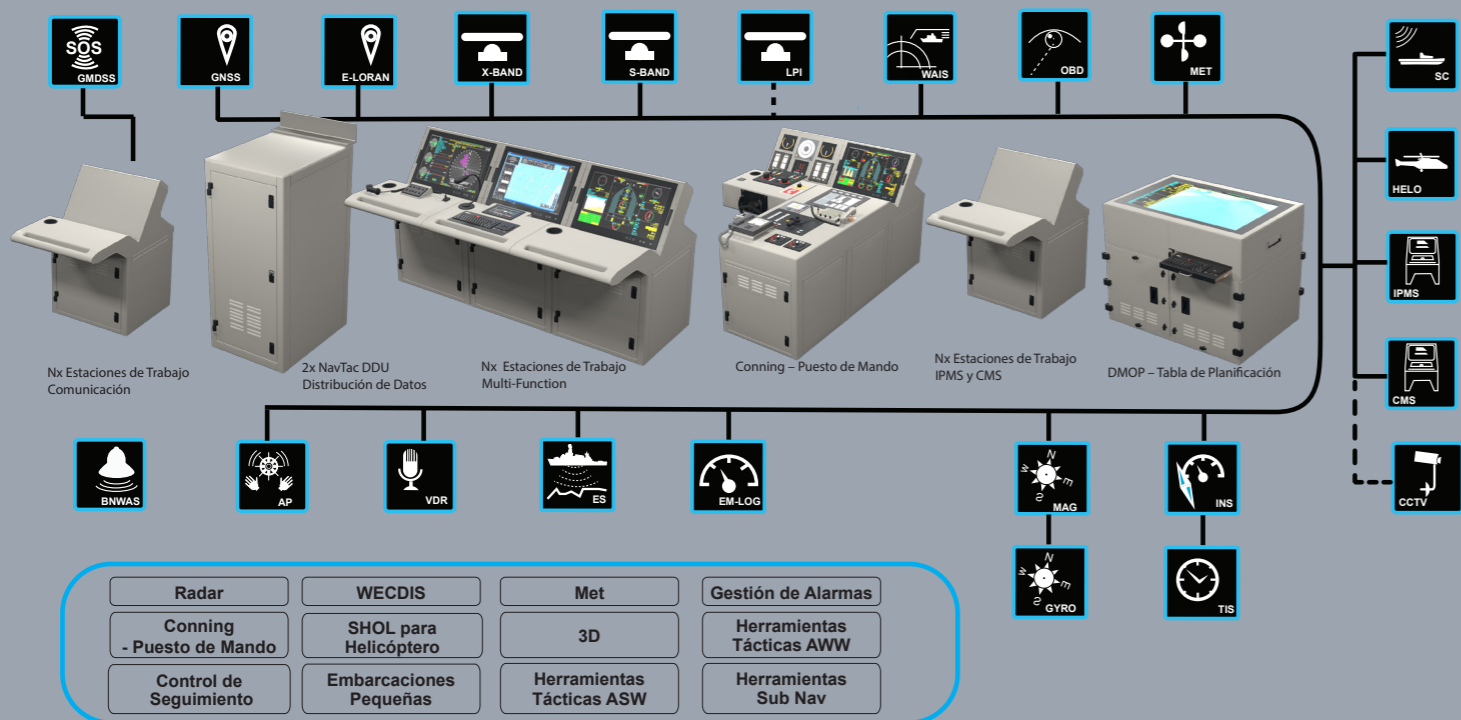 SOS
GMDSS
GNSS
E-LORAN
X-BAND
S-BAND
LPI
WAIS
OBD
MET
SC
HELO
IPMS
CMS
CCTV
Nx Estaciones de Trabajo
Comunicación
2x NavTac DDU
Distribución de Datos
Nx Estaciones de Trabajo
Multi-Function
Conning – Puesto de Mando
Nx Estaciones de Trabajo
IPMS y CMS
DMOP – Tabla de Planificación
BNWAS
AP
VDR
ES
EM-LOG
N
W
E
S
MAG
INS
N
W
E
S
GYRO
TIS
Radar
WECDIS
Met
Gestión de Alarmas
Conning
- Puesto de Mando
SHOL para
Helicóptero
3D
Herramientas
Tácticas AWW
Control de
Seguimiento
Embarcaciones
Pequeñas
Herramientas
Tácticas ASW
Herramientas
Sub Nav